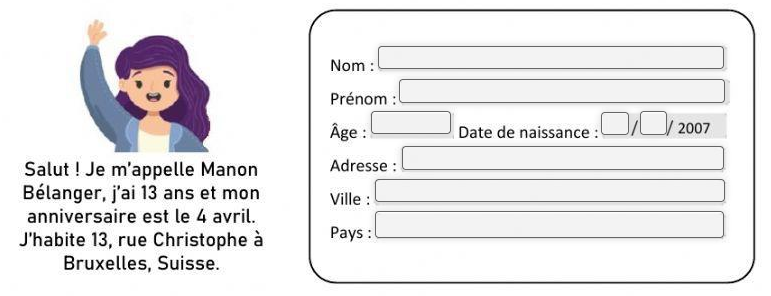 Salut ! Je m'appelle Manon
Bélanger, j'ai 13 ans et mon
anniversaire est le 4 avril.
J'habite 13, rue Christophe à
Bruxelles, Suisse.
Nom :
Prénom :
Âge : Date de naissance : / / 2007
Adresse :
Ville :
Pays :